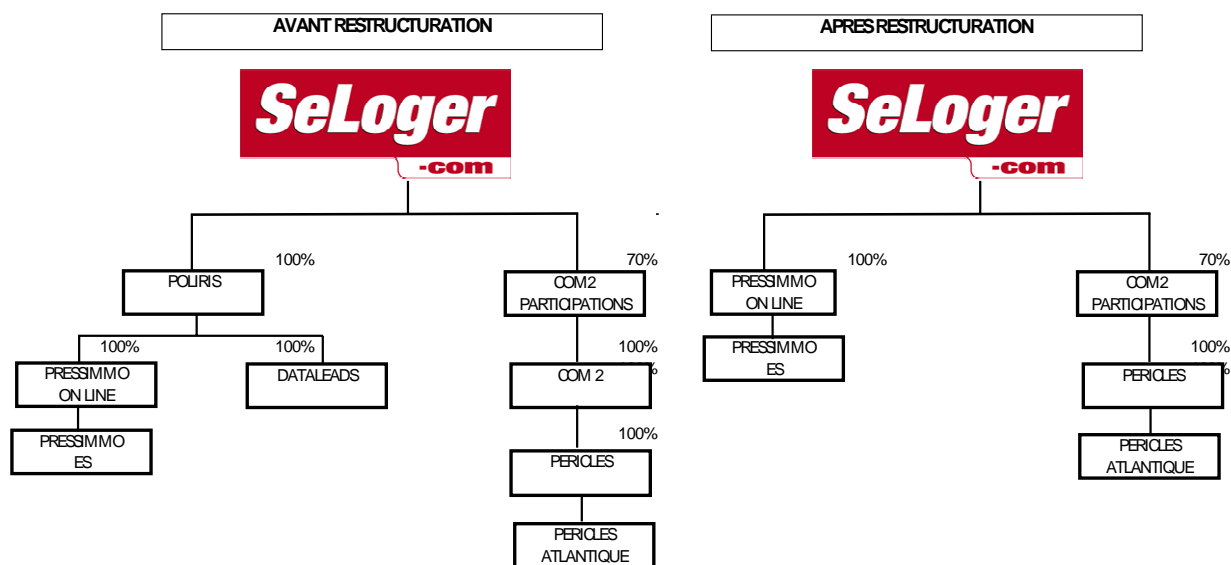 AVANT RESTRUCTURATION
SeLoger
-com
100%
70%
POLIRIS
COM2
PARTICIPATIONS
100%
100%
100%
PRESSIMMO
ON LINE
DATALEADS
COM 2
PRESSIMMO
ES
100%
PERICLES
PERICLES
ATLANTIQUE
APRES RESTRUCTURATION
SeLoger
-com
100%
70%
PRESSIMMO
ON LINE
COM2
PARTICIPATIONS
PRESSIMMO
ES
100%
PERICLES
PERICLES
ATLANTIQUE